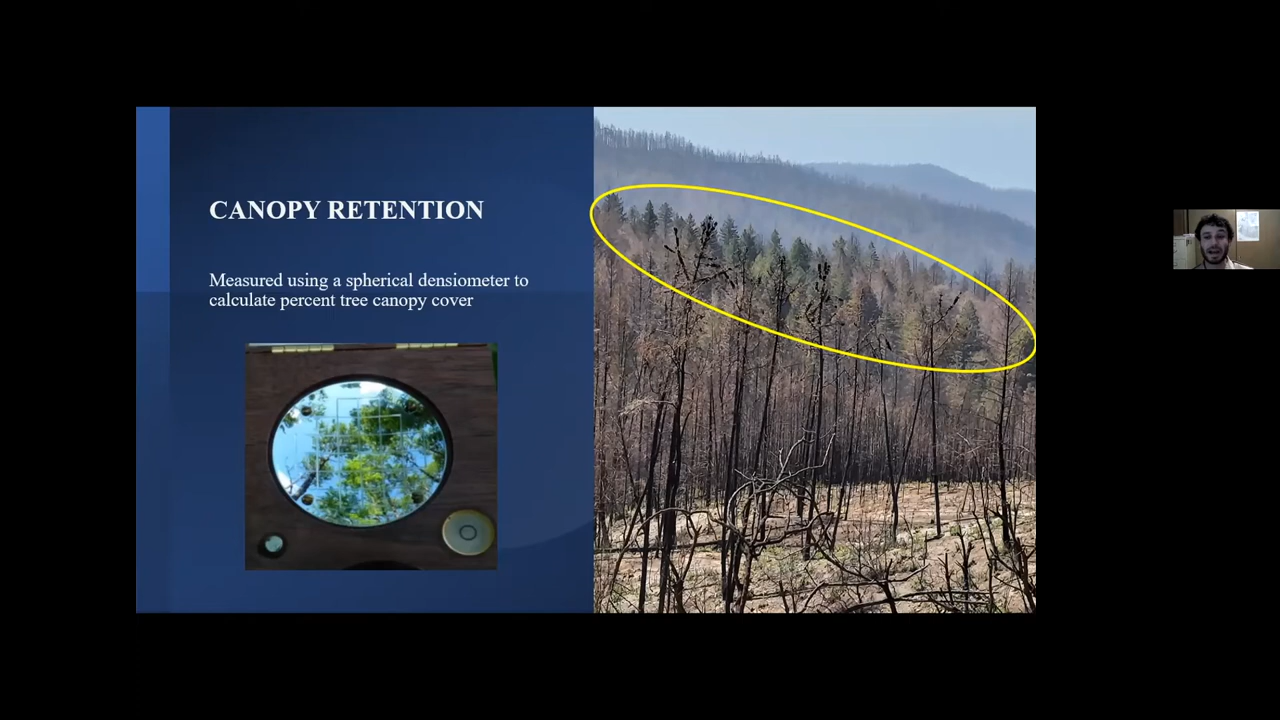 CANOPY RETENTION
Measured using a spherical densiometer to
calculate percent tree canopy cover